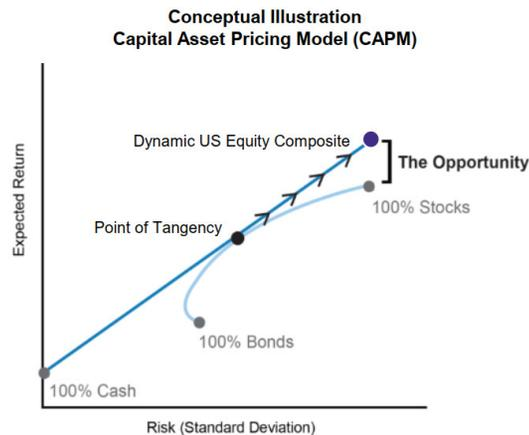 Conceptual Illustration
Capital Asset Pricing Model (CAPM)
Dynamic US Equity Composite
The Opportunity
100% Stocks
Point of Tangency
100% Bonds
100% Cash
Expected Return
Risk (Standard Deviation)